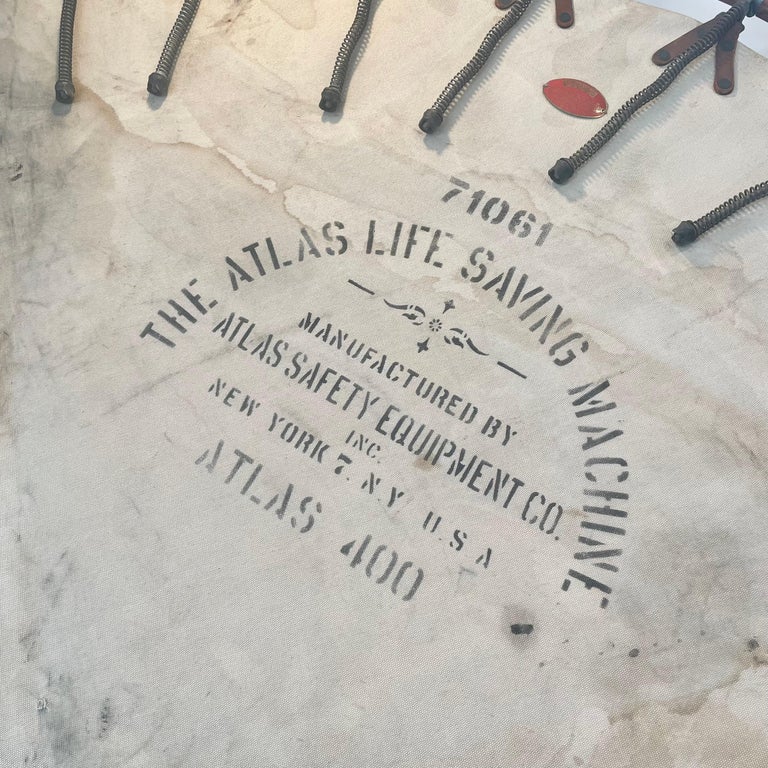 71061
THE ATLAS LIFE SAVING MACHINE
MANUFACTURED BY
ATLAS SAFETY EQUIPMENT CO.
INC.
NEW YORK 7. N.Y. U.S.A
ATLAS 400